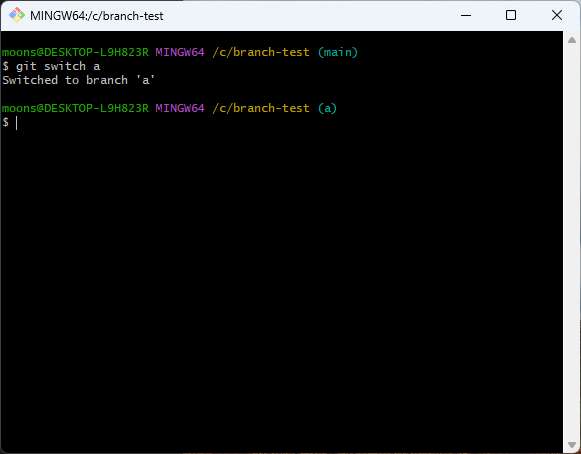 MINGW64:/c/branch-test
moons@DESKTOP-L9H823R MINGW64 /c/branch-test (main)
$ git switch a
Switched to branch 'a'
moons@DESKTOP-L9H823R MINGW64 /c/branch-test (a)
$